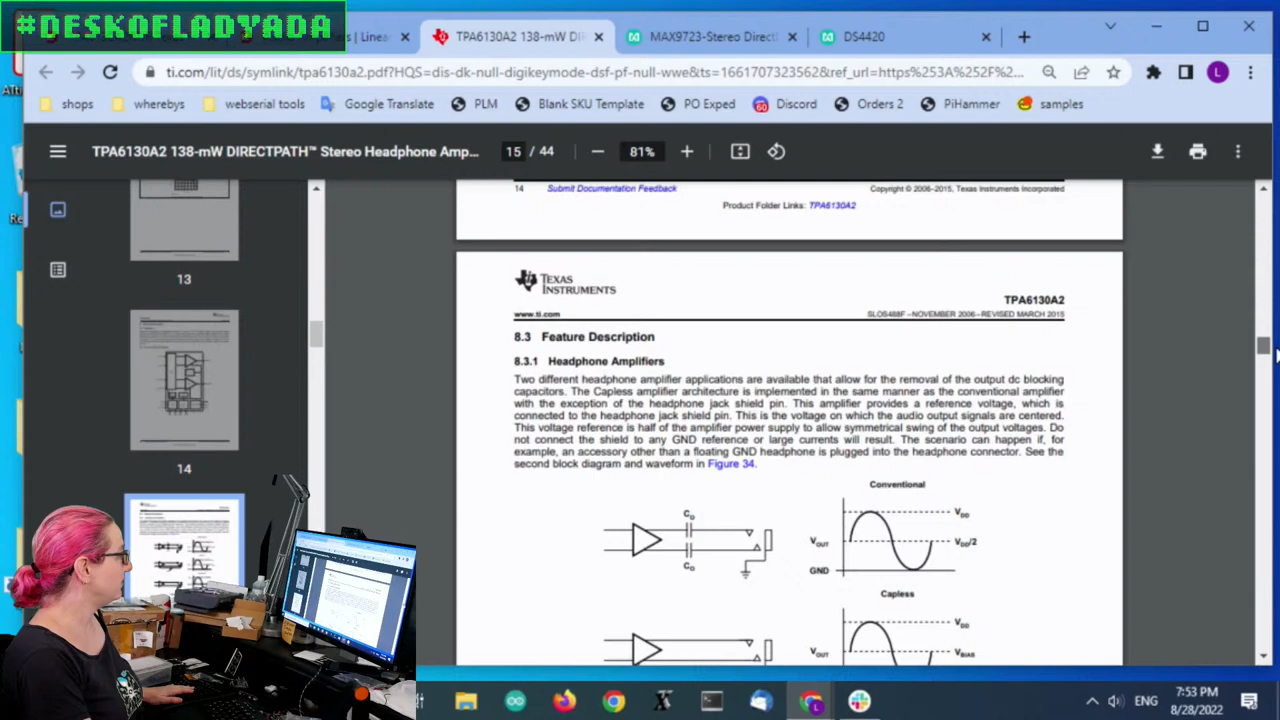 #DESKOFLADYADA
Linea
TPA6130A2 138-mW DI
MAX9723-Stereo Direct
DS4420
ti.com/lit/ds/symlink/tpa6130a2.pdf?HQS=dis-dk-null-digikeymode-dsf-pf-null-wwe&ts=1661707323562&ref_url=https%253A%252F%252F...
shops
whereby
webserial tools
Google Translate
PLM
Blank SKU Template
PO Exped
60
Discord
Orders 2
PiHammer
samples
TPA6130A2 138-mW DIRECTPATH™ Stereo Headphone Amp...
15 / 44
81%
14 Submit Documentation Feedback
Copyright © 2006–2015, Texas Instruments Incorporated
Product Folder Links: TPA6130A2
13
14
TEXAS
INSTRUMENTS
TPA6130A2
www.ti.com
SLOS488F –NOVEMBER 2006–REVISED MARCH 2015
8.3 Feature Description
8.3.1 Headphone Amplifiers
Two different headphone amplifier applications are available that allow for the removal of the output dc blocking
capacitors. The Capless amplifier architecture is implemented in the same manner as the conventional amplifier
with the exception of the headphone jack shield pin. This amplifier provides a reference voltage, which is
connected to the headphone jack shield pin. This is the voltage on which the audio output signals are centered.
This voltage reference is half of the amplifier power supply to allow symmetrical swing of the output voltages. Do
not connect the shield to any GND reference or large currents will result. The scenario can happen if, for
example, an accessory other than a floating GND headphone is plugged into the headphone connector. See the
second block diagram and waveform in Figure 34.
Conventional
CO
VDD
VOUT
VDD/2
CO
GND
Capless
VDD
VOUT
VBIAS
ENG
7:53 PM
8/28/2022